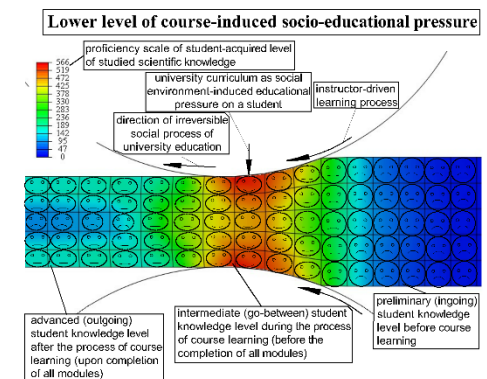 Lower level of course-induced socio-educational pressure
566
519
472
425
378
330
283
236
189
142
95
47
0
proficiency scale of student-acquired level
of studied scientific knowledge
university curriculum as social
environment-induced educational
pressure on a student
instructor-driven
learning process
direction of irreversible
social process of
university education
advanced (outgoing)
student knowledge level
after the process of course
learning (upon completion
of all modules)
intermediate (go-between) student
knowledge level during the process
of course learning (before the
completion of all modules)
preliminary (ingoing)
student knowledge
level before course
learning